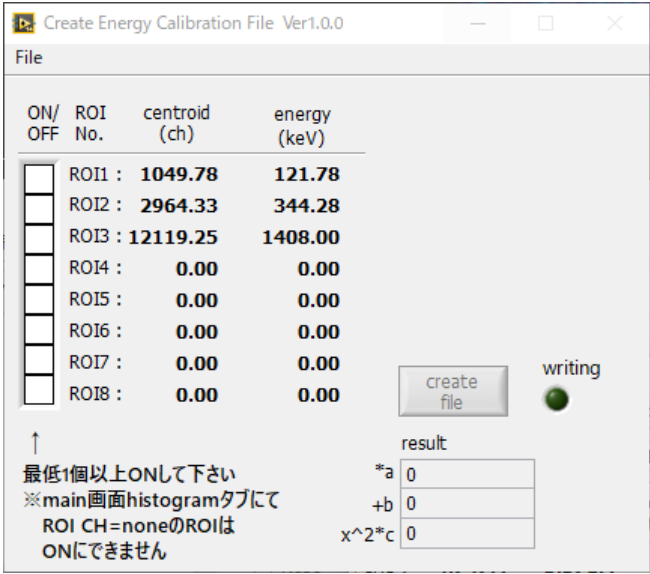 Create Energy Calibration File Ver1.0.0
File
ON/ ROI centroid energy
OFF No. (ch) (keV)
ROI1 : 1049.78 121.78
ROI2 : 2964.33 344.28
ROI3 : 12119.25 1408.00
ROI4 : 0.00 0.00
ROI5 : 0.00 0.00
ROI6 : 0.00 0.00
ROI7 : 0.00 0.00
ROI8 : 0.00 0.00
create
file
writing
↑
最低1個以上ONして下さい
※main画面histogramタブにて
ROI CH=noneのROIは
ONにできません
result
*a 0
+b 0
x^2*c 0